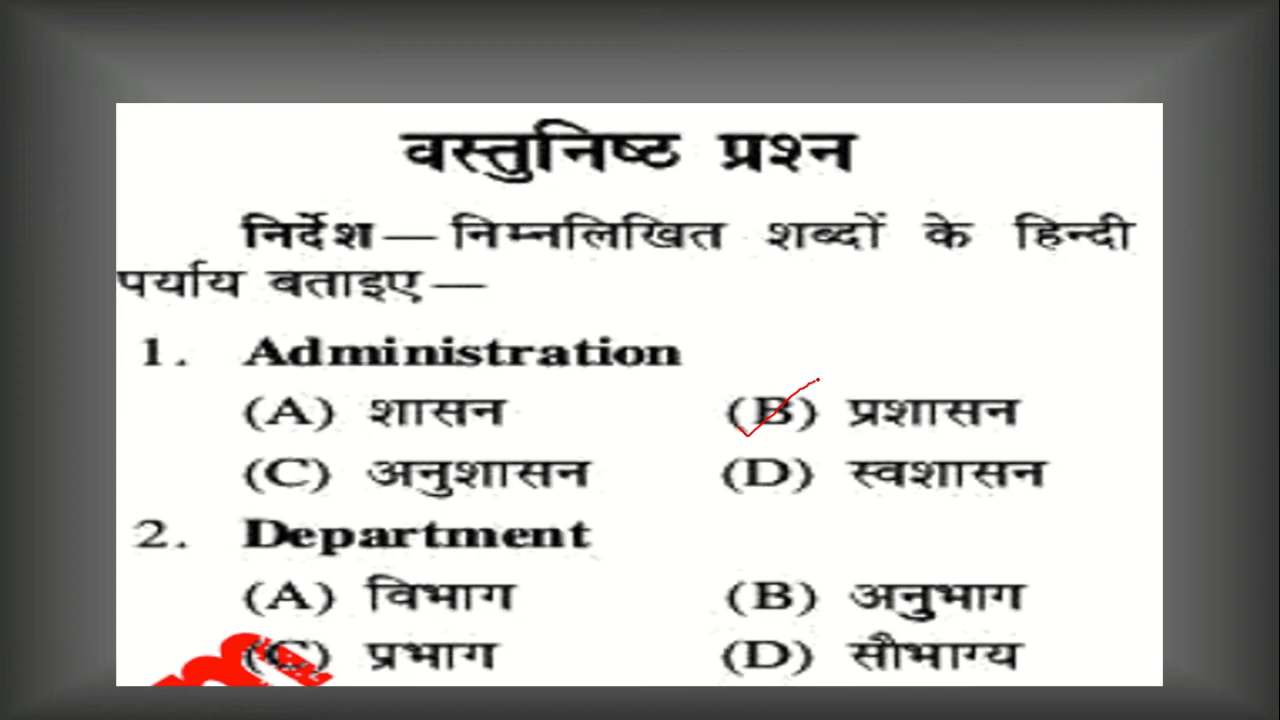 वस्तुनिष्ठ प्रश्न
निर्देश— निम्नलिखित शब्दों के हिन्दी
पर्याय बताइए—
1. Administration
(A) शासन (B) प्रशासन
(C) अनुशासन (D) स्वशासन
2. Department
(A) विभाग (B) अनुभाग
(C) प्रभाग (D) सौभाग्य